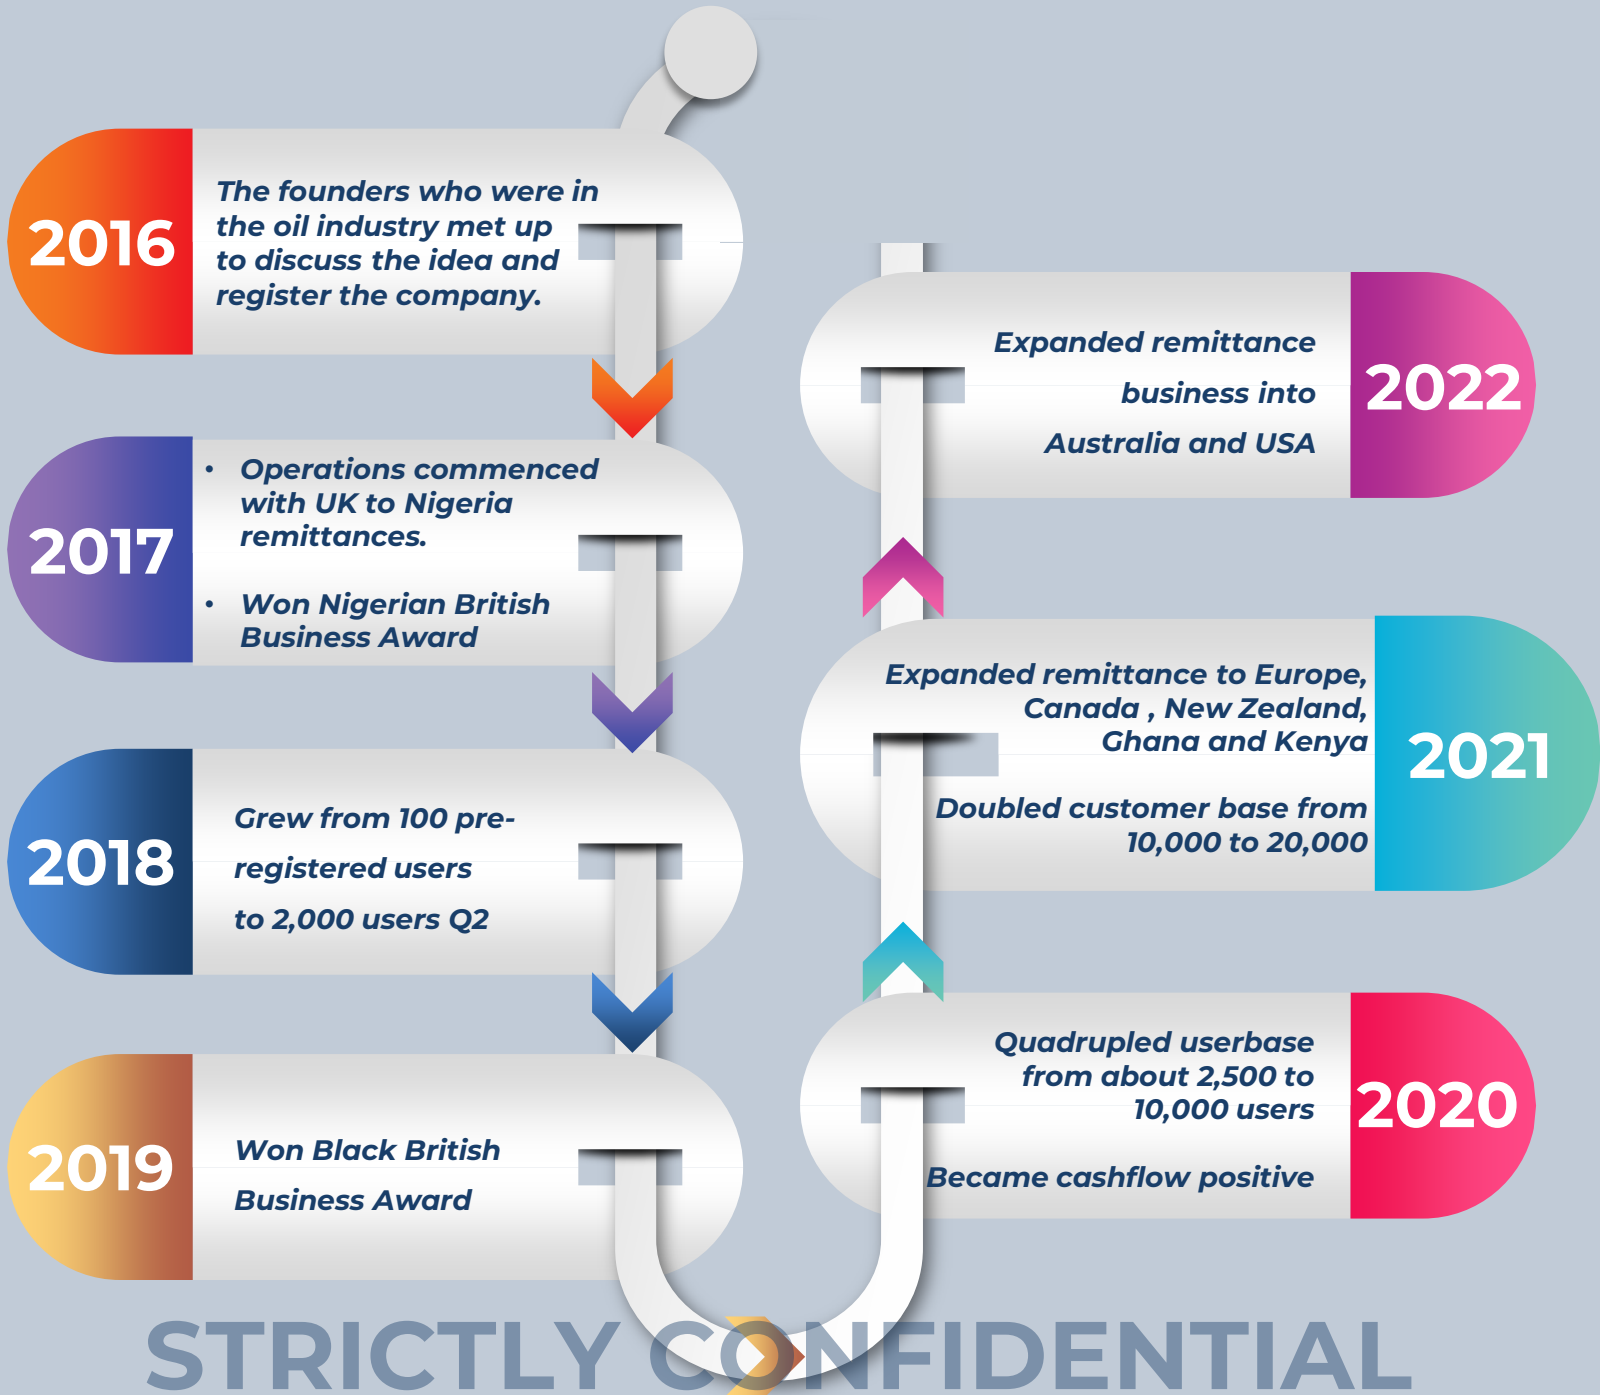 2016
The founders who were in
the oil industry met up
to discuss the idea and
register the company.
2017
• Operations commenced
with UK to Nigeria
remittances.
• Won Nigerian British
Business Award
2018
Grew from 100 pre-
registered users
to 2,000 users Q2
2019
Won Black British
Business Award
Quadrupled userbase
from about 2,500 to
10,000 users
Became cashflow positive
2020
Expanded remittance to Europe,
Canada , New Zealand,
Ghana and Kenya
Doubled customer base from
10,000 to 20,000
2021
Expanded remittance
business into
Australia and USA
2022
STRICTLY CONFIDENTIAL